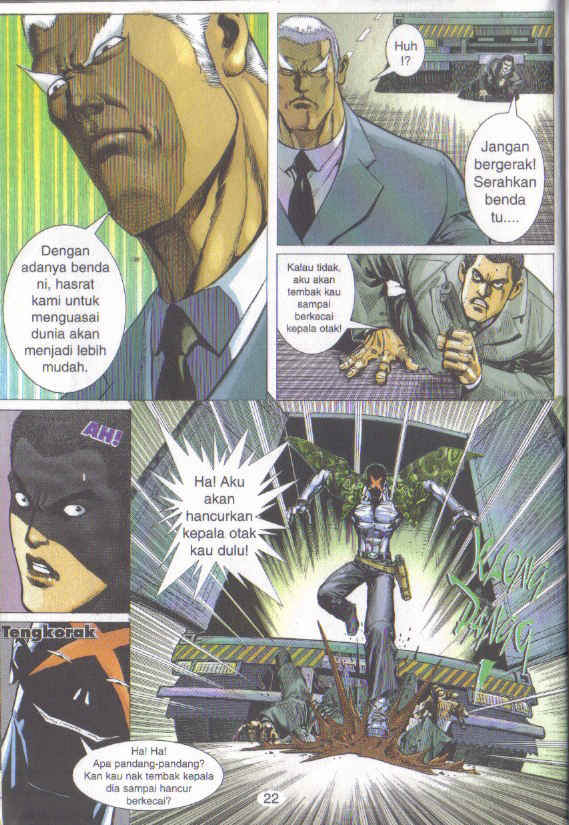 Dengan
adanya benda
ni, hasrat
kami untuk
menguasai
dunia akan
menjadi lebih
mudah.
Huh
!?
Jangan
bergerak!
Serahkan
benda
tu....
Kalau tidak,
aku akan
tembak kau
sampai
berkecai
kepala otak!
AH!
Ha! Aku
akan
hancurkan
kepala otak
kau dulu!
Tengkorak
Ha! Ha!
Apa pandang-pandang?
Kan kau nak tembak kepala
dia sampai hancur
berkecai?
22